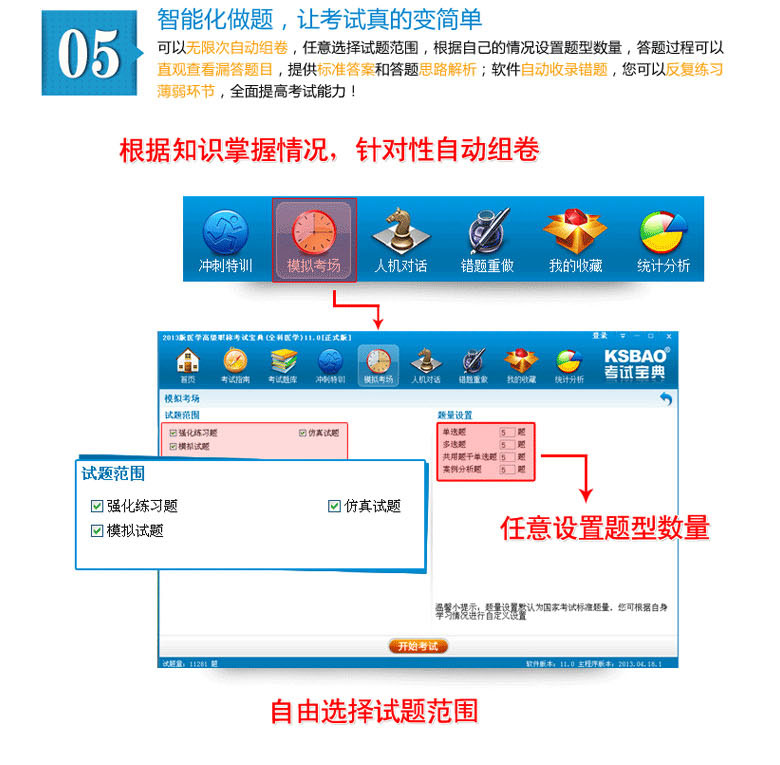 05
智能化做题，让考试真的变简单
可以无限次自动组卷，任意选择试题范围，根据自己的情况设置题型数量，答题过程可以
直观查看漏答题目，提供标准答案和答题思路解析；软件自动收录错题，您可以反复练习
薄弱环节，全面提高考试能力！
根据知识掌握情况，针对性自动组卷
冲刺特训 模拟考场 人机对话 错题重做 我的收藏 统计分析
2013版医学高级职称考试宝典(全科医学)11.0[正式版] 登录
首页 考试指南 考试题库 冲刺特训 模拟考场 人机对话 错题重做 我的收藏 统计分析
KSBAO®
考试宝典
模拟考场
试题范围
强化练习题 仿真试题
模拟试题
题量设置
单选题 5 题
多选题 5 题
共用题干单选题 5 题
案例分析题 5 题
试题范围
强化练习题 仿真试题
模拟试题
任意设置题型数量
温馨小提示：题量设置默认为国家考试标准题量，您可根据自身
学习情况进行自定义设置
开始考试
试题量：11281 题 软件版本：11.0 主程序版本：2013.04.18.1
自由选择试题范围